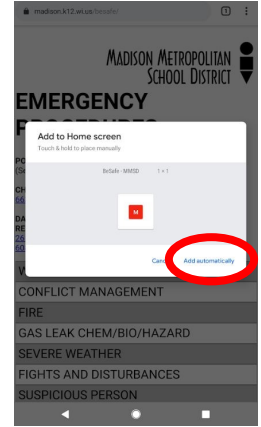 madison.k12.wi.us/besafe/
MADISON METROPOLITAN
SCHOOL DISTRICT
EMERGENCY
Add to Home screen
Touch & hold to place manually
BeSafe - MMSD 1 × 1
M
Add automatically
CONFLICT MANAGEMENT
FIRE
GAS LEAK CHEM/BIO/HAZARD
SEVERE WEATHER
FIGHTS AND DISTURBANCES
SUSPICIOUS PERSON